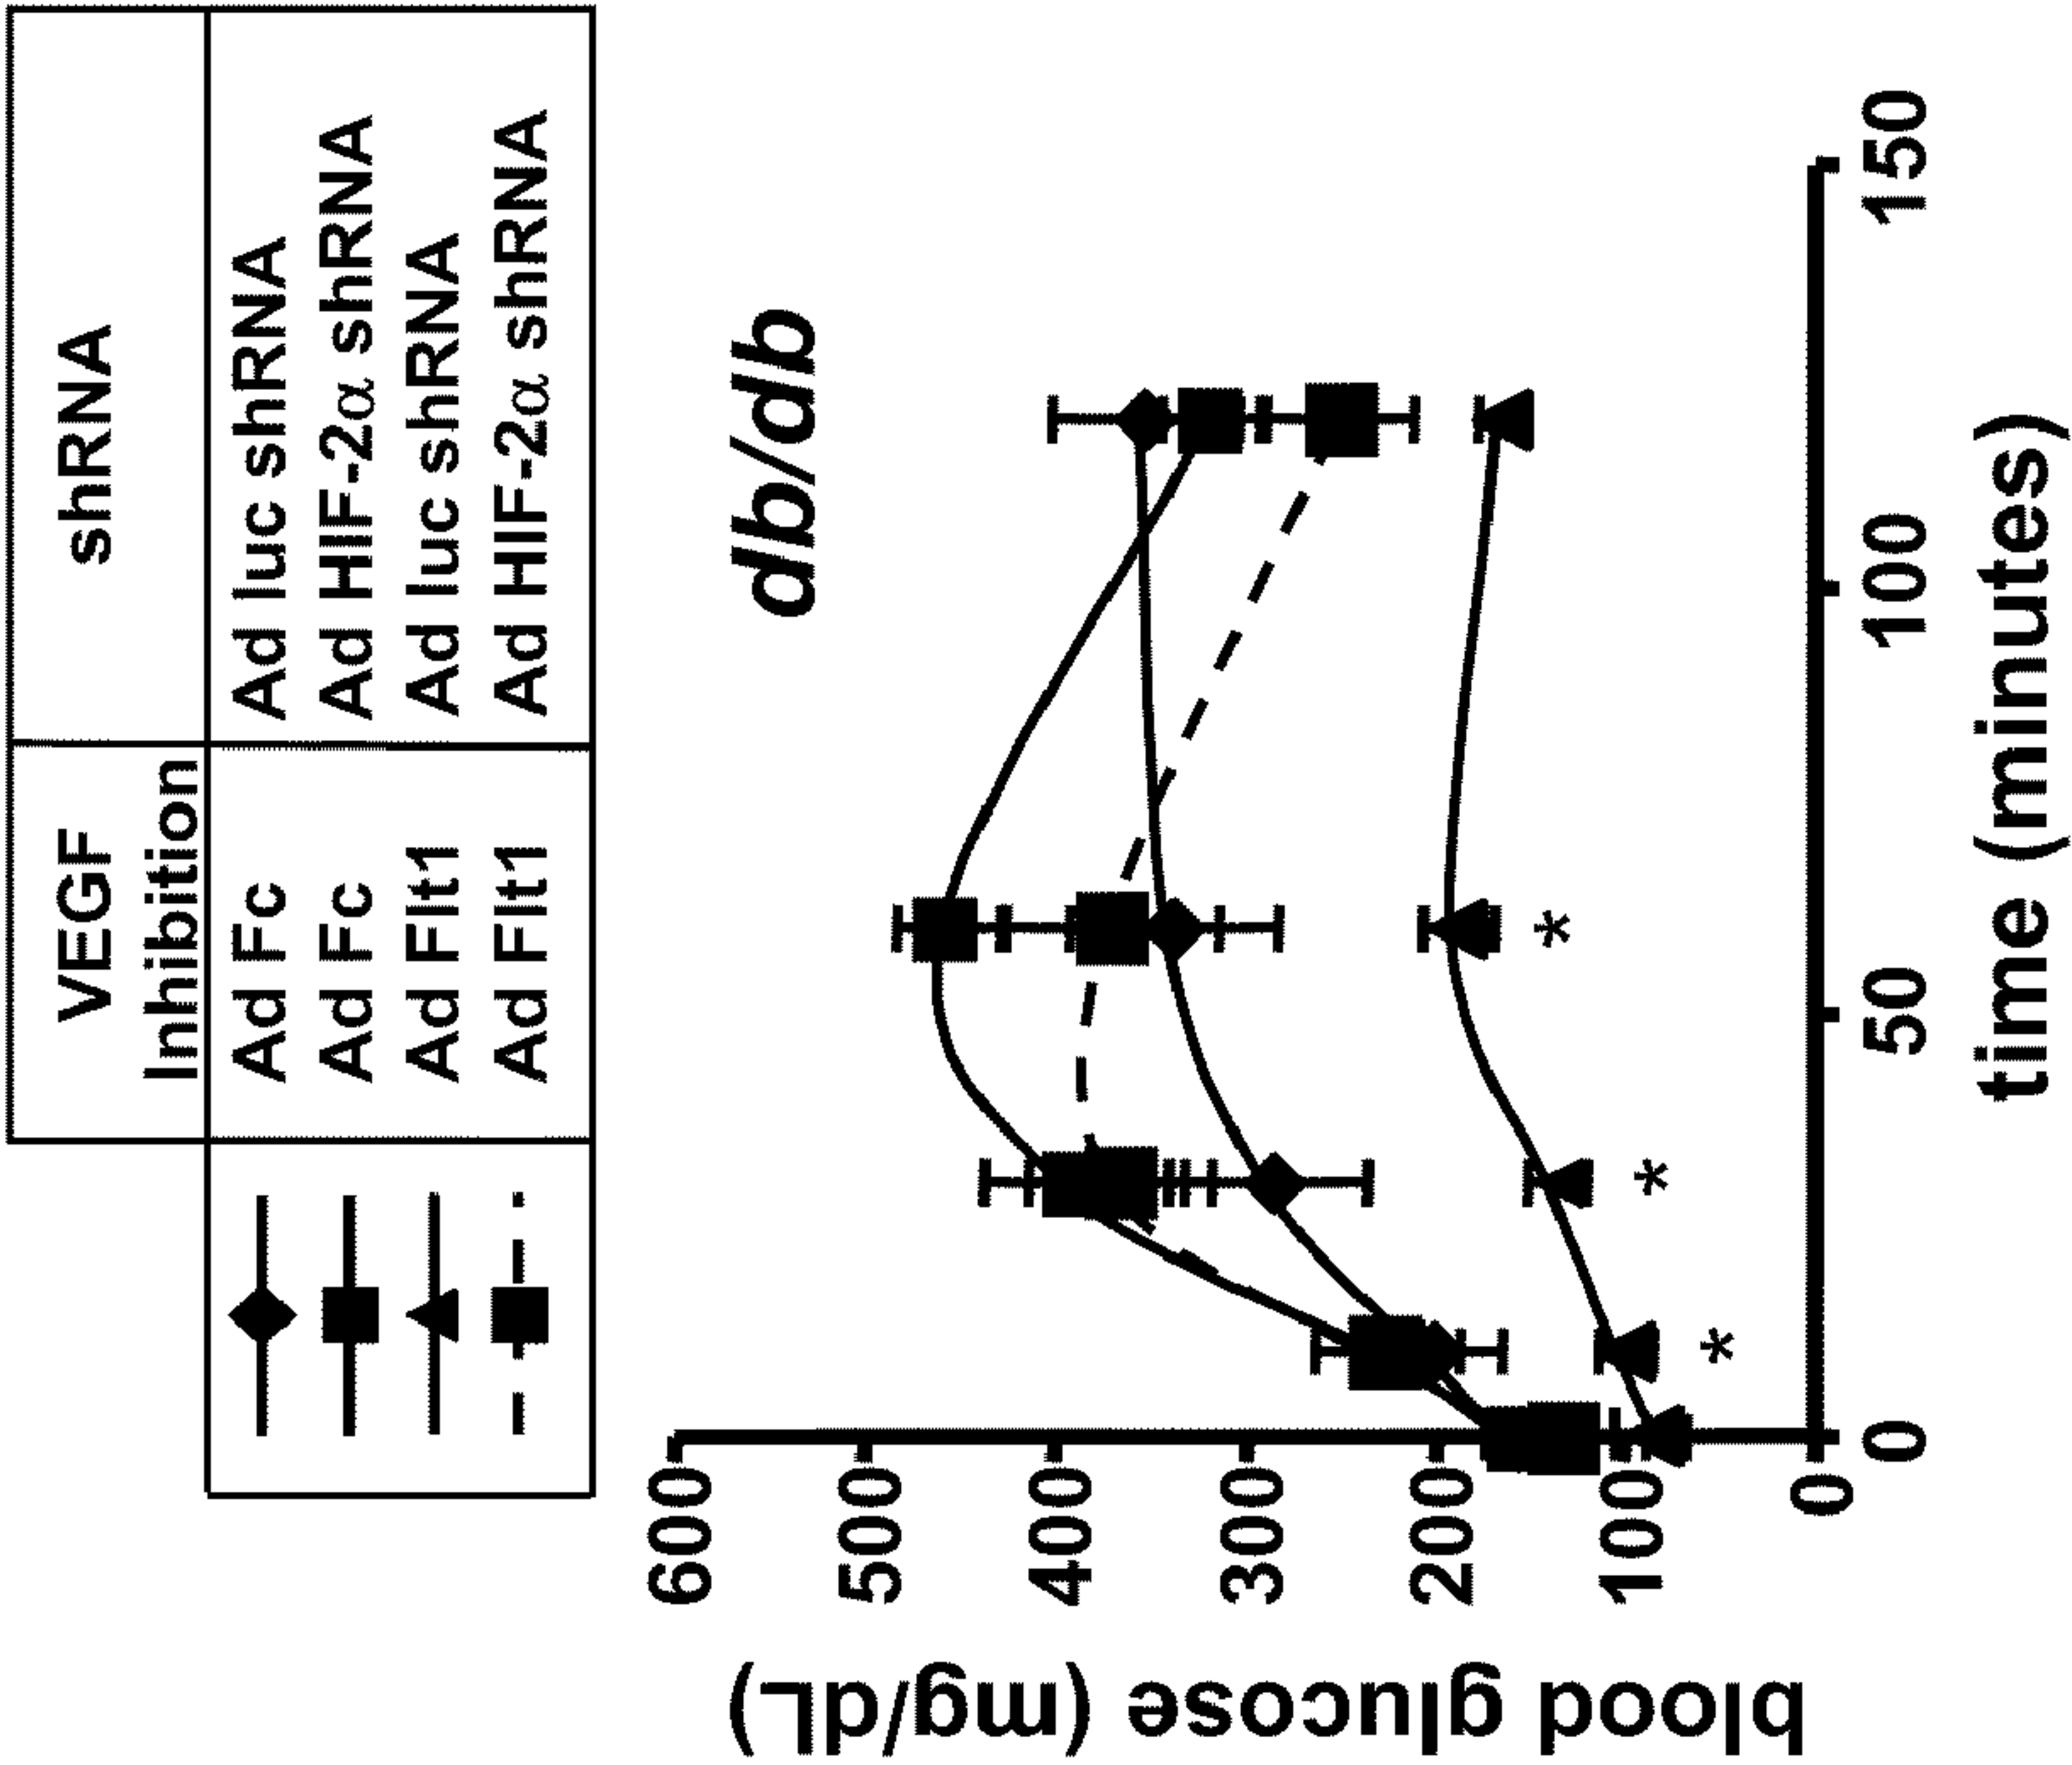 VEGF Inhibition shRNA
Ad Fc Ad luc shRNA
Ad Fc Ad HIF-2α shRNA
Ad Flt1 Ad luc shRNA
Ad Flt1 Ad HIF-2α shRNA
db/db
blood glucose (mg/dL)
600
500
400
300
200
100
0
*
*
*
0 50 100 150
time (minutes)